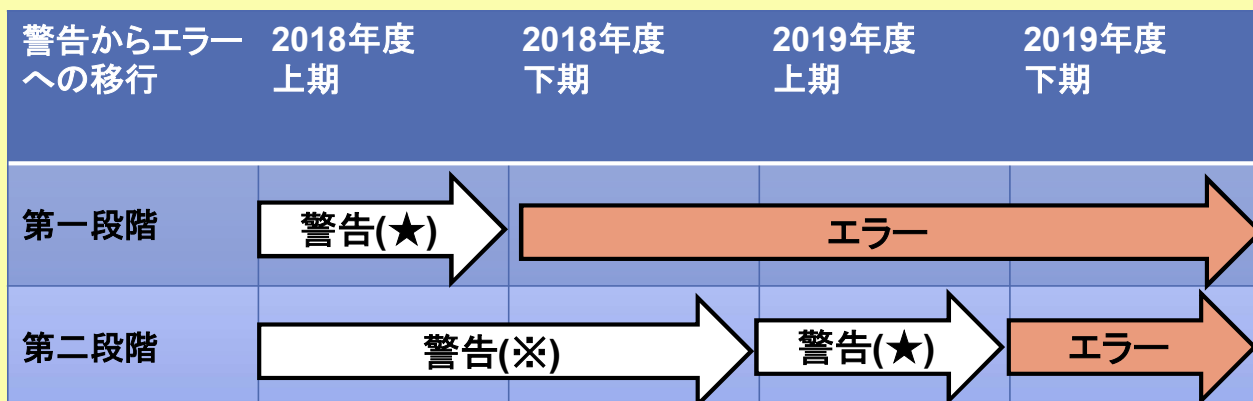 警告からエラー
への移行
2018年度
上期
2018年度
下期
2019年度
上期
2019年度
下期
第一段階
警告(★)
エラー
第二段階
警告(※)
警告(★)
エラー